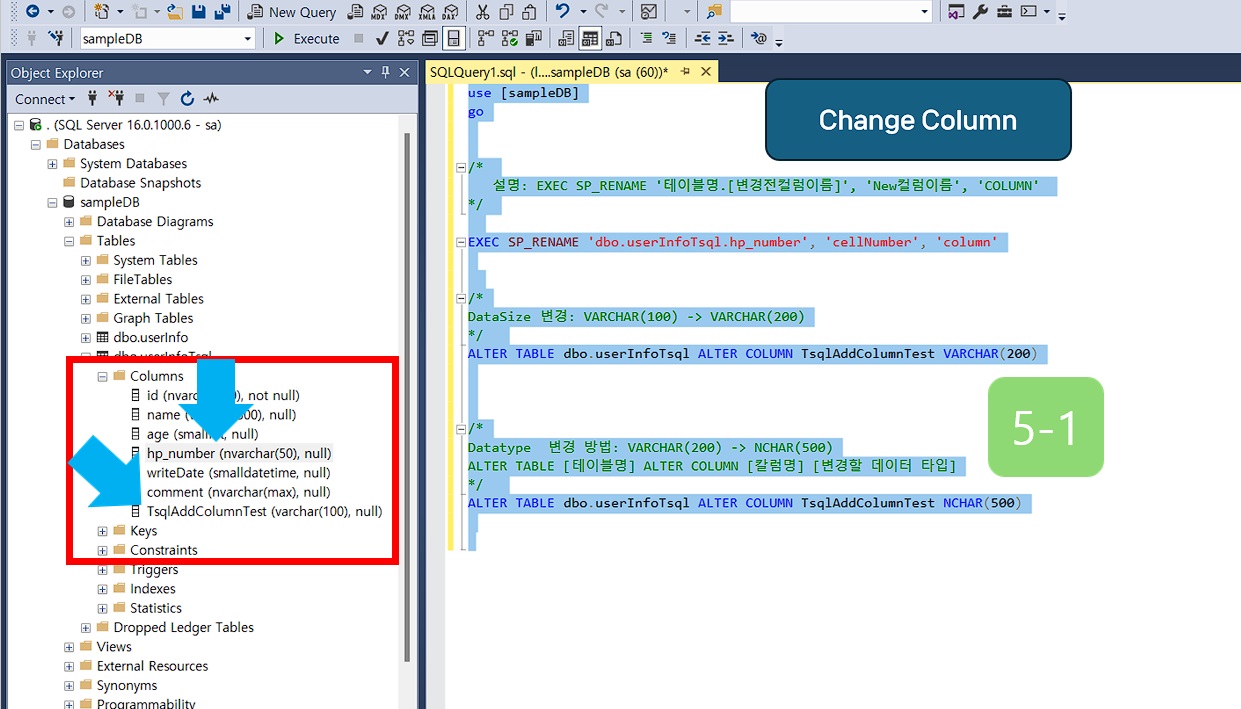 New Query
MDX
DMX
XMLA
DAX
sampleDB
Execute
Object Explorer
Connect
. (SQL Server 16.0.1000.6 - sa)
Databases
System Databases
Database Snapshots
sampleDB
Database Diagrams
Tables
System Tables
FileTables
External Tables
Graph Tables
dbo.userInfo
dbo.userInfoTsql
Columns
id (nvarc 0), not null)
name ( 00), null)
age (smalli , null)
hp_number (nvarchar(50), null)
writeDate (smalldatetime, null)
comment (nvarchar(max), null)
TsqlAddColumnTest (varchar(100), null)
Keys
Constraints
Triggers
Indexes
Statistics
Dropped Ledger Tables
Views
External Resources
Synonyms
Programmability
SQLQuery1.sql - (l....sampleDB (sa (60))*
use [sampleDB]
go
/*
설명: EXEC SP_RENAME '테이블명.[변경전컬럼이름]', 'New컬럼이름', 'COLUMN'
*/
EXEC SP_RENAME 'dbo.userInfoTsql.hp_number', 'cellNumber', 'column'
/*
DataSize 변경: VARCHAR(100) -> VARCHAR(200)
*/
ALTER TABLE dbo.userInfoTsql ALTER COLUMN TsqlAddColumnTest VARCHAR(200)
/*
Datatype 변경 방법: VARCHAR(200) -> NCHAR(500)
ALTER TABLE [테이블명] ALTER COLUMN [칼럼명] [변경할 데이터 타입]
*/
ALTER TABLE dbo.userInfoTsql ALTER COLUMN TsqlAddColumnTest NCHAR(500)
Change Column
5-1